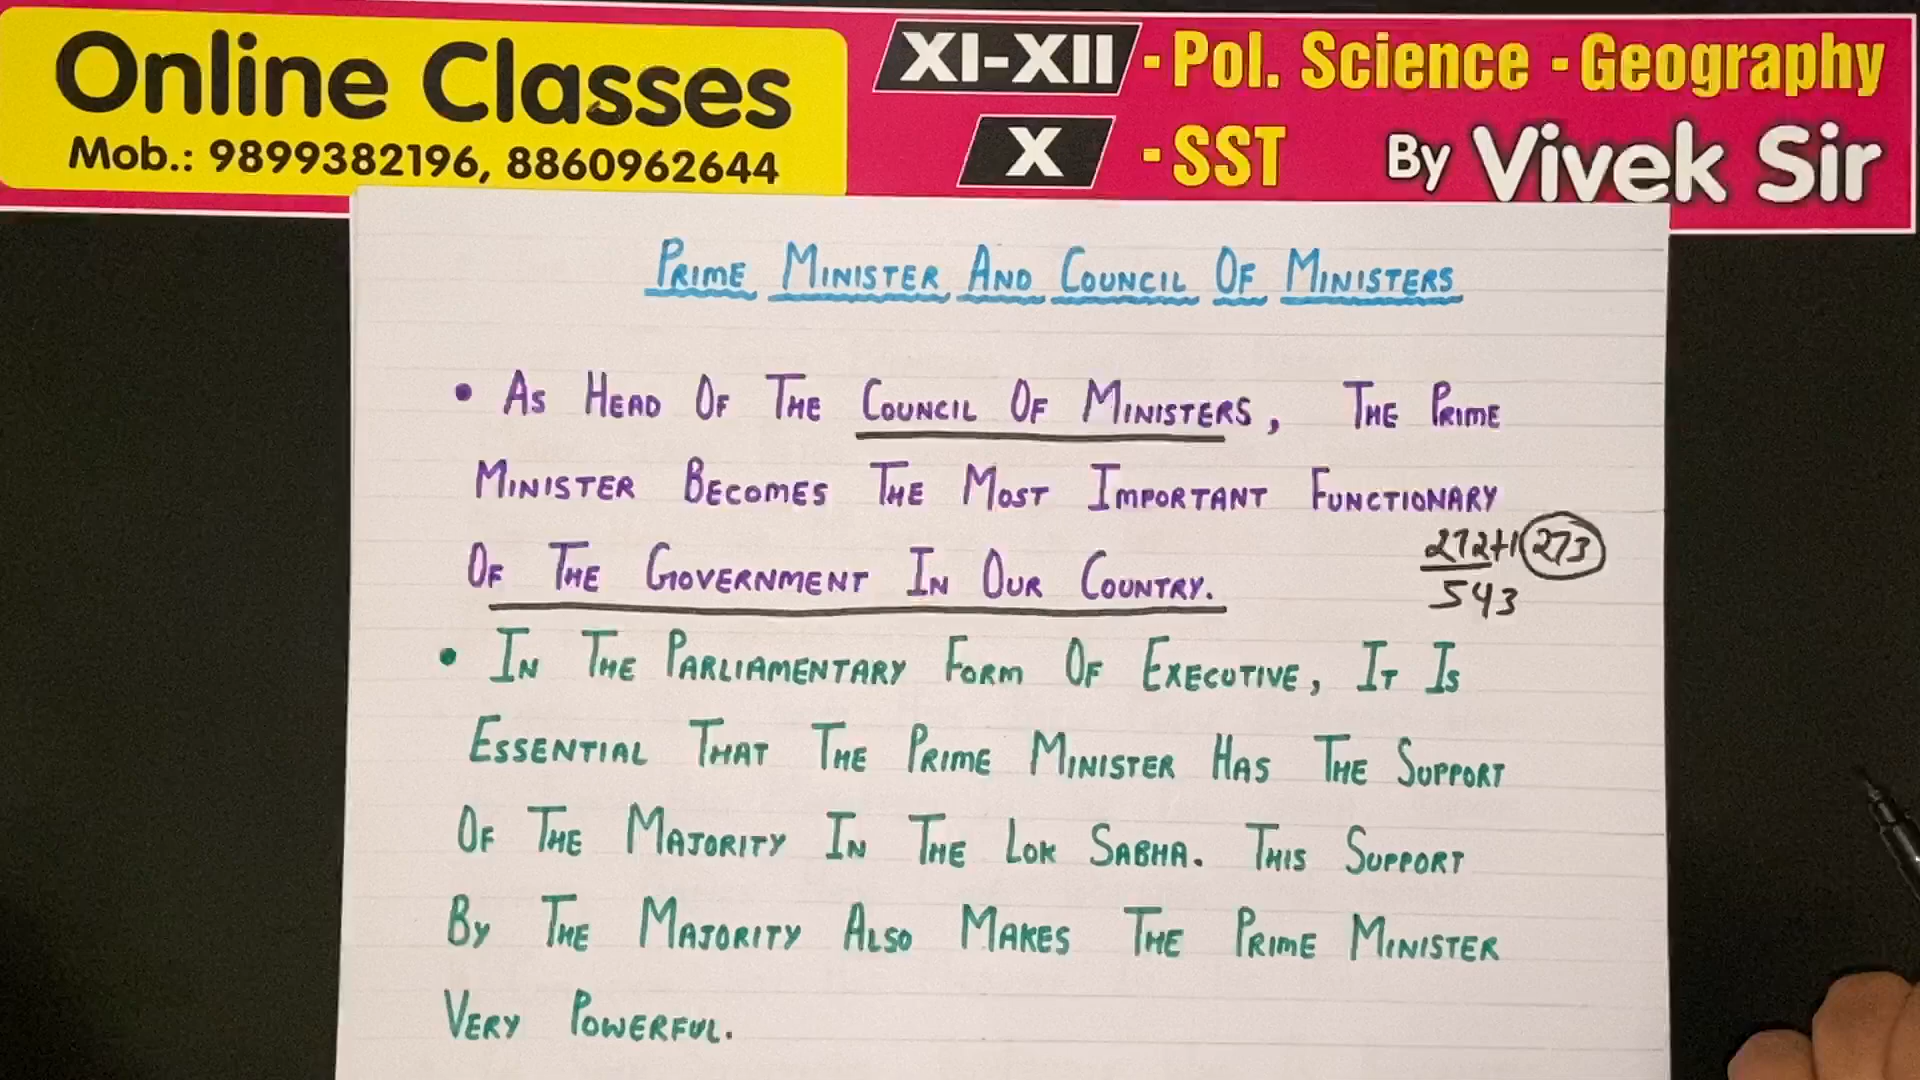 Online Classes
Mob.: 9899382196, 8860962644
XI-XII - Pol. Science - Geography
X - SST By Vivek Sir
PRIME MINISTER AND COUNCIL OF MINISTERS
• AS HEAD OF THE COUNCIL OF MINISTERS, THE PRIME
MINISTER BECOMES THE MOST IMPORTANT FUNCTIONARY
OF THE GOVERNMENT IN OUR COUNTRY.
272+1 273
543
• IN THE PARLIAMENTARY FORM OF EXECUTIVE, IT IS
ESSENTIAL THAT THE PRIME MINISTER HAS THE SUPPORT
OF THE MAJORITY IN THE LOK SABHA. THIS SUPPORT
BY THE MAJORITY ALSO MAKES THE PRIME MINISTER
VERY POWERFUL.